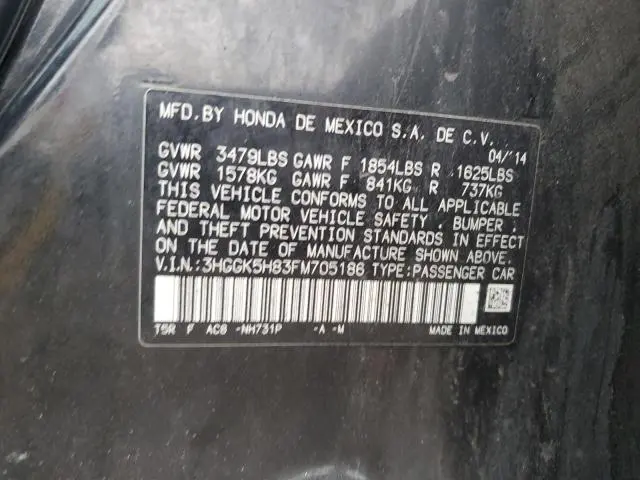 MFD. BY HONDA DE MEXICO S.A. DE C.V.
04/'14
GVWR 3479LBS GAWR F 1854LBS R 1625LBS
GVWR 1578KG GAWR F 841KG R 737KG
THIS VEHICLE CONFORMS TO ALL APPLICABLE
FEDERAL MOTOR VEHICLE SAFETY , BUMPER ,
AND THEFT PREVENTION STANDARDS IN EFFECT
ON THE DATE OF MANUFACTURE SHOWN ABOVE.
V.I.N.:3HGGK5H83FM705186 TYPE:PASSENGER CAR
T5R F AC6 -NH731P -A -M MADE IN MEXICO